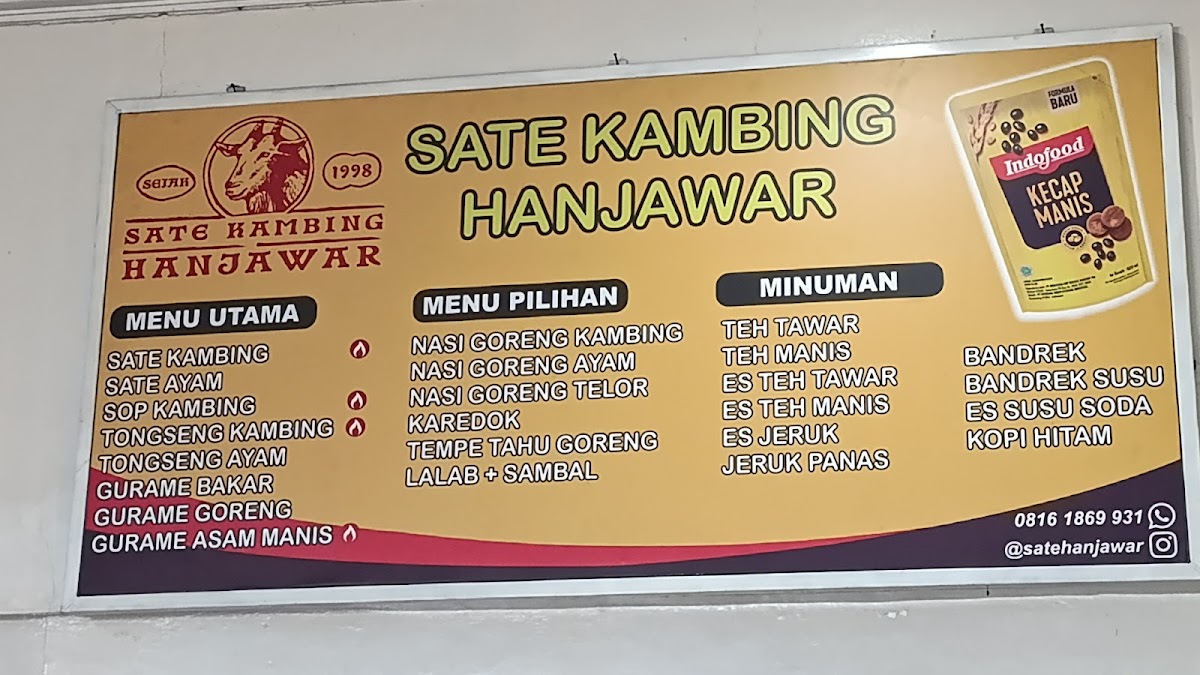 SEJAK
1998
SATE KAMBING
HANJAWAR
SATE KAMBING
HANJAWAR
FORMULA
BARU
Indofood
KECAP
MANIS
MENU UTAMA
SATE KAMBING
SATE AYAM
SOP KAMBING
TONGSENG KAMBING
TONGSENG AYAM
GURAME BAKAR
GURAME GORENG
GURAME ASAM MANIS
MENU PILIHAN
NASI GORENG KAMBING
NASI GORENG AYAM
NASI GORENG TELOR
KAREDOK
TEMPE TAHU GORENG
LALAB + SAMBAL
MINUMAN
TEH TAWAR
TEH MANIS
ES TEH TAWAR
ES TEH MANIS
ES JERUK
JERUK PANAS
BANDREK
BANDREK SUSU
ES SUSU SODA
KOPI HITAM
0816 1869 931
@satehanjawar